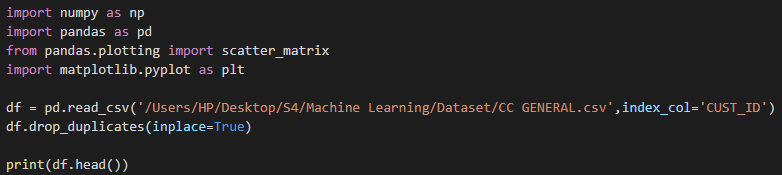 import numpy as np
import pandas as pd
from pandas.plotting import scatter_matrix
import matplotlib.pyplot as plt
df = pd.read_csv('/Users/HP/Desktop/S4/Machine Learning/Dataset/CC GENERAL.csv',index_col='CUST_ID')
df.drop_duplicates(inplace=True)
print(df.head())